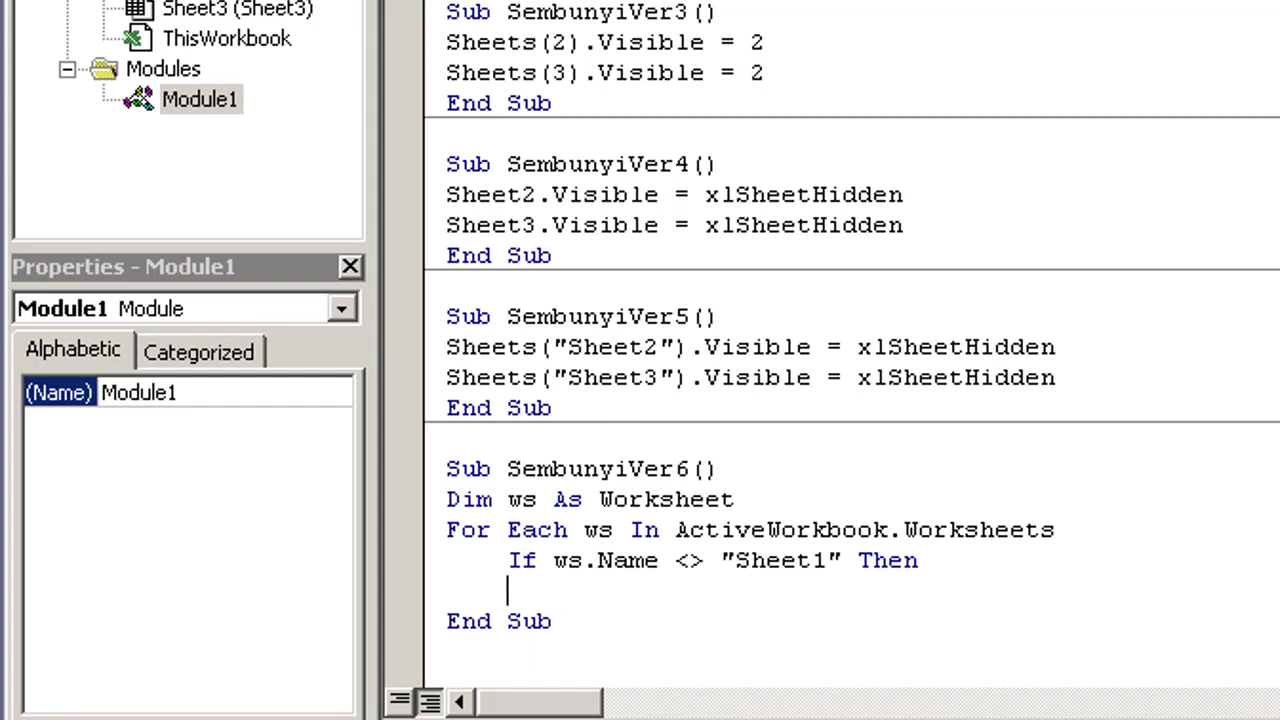 Sheet3 (Sheet3)
ThisWorkbook
Modules
Module1
Properties - Module1
Module1 Module
Alphabetic Categorized
(Name) Module1
Sub SembunyiVer3()
Sheets(2).Visible = 2
Sheets(3).Visible = 2
End Sub
Sub SembunyiVer4()
Sheet2.Visible = xlSheetHidden
Sheet3.Visible = xlSheetHidden
End Sub
Sub SembunyiVer5()
Sheets("Sheet2").Visible = xlSheetHidden
Sheets("Sheet3").Visible = xlSheetHidden
End Sub
Sub SembunyiVer6()
Dim ws As Worksheet
For Each ws In ActiveWorkbook.Worksheets
If ws.Name <> "Sheet1" Then
End Sub